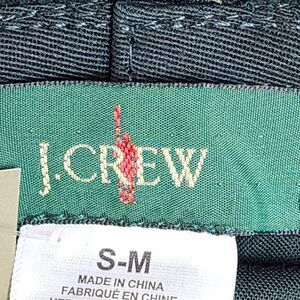 J.CREW
S-M
MADE IN CHINA
FABRIQUÉ EN CHINE